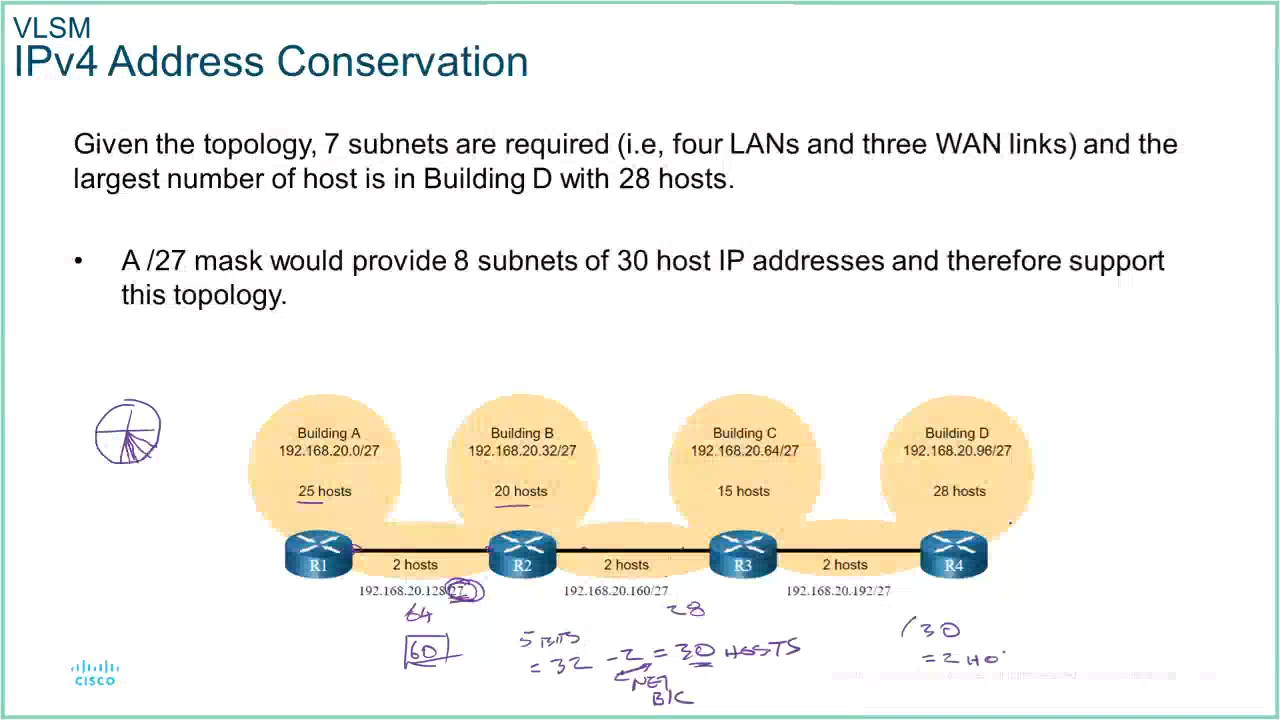 VLSM
IPv4 Address Conservation
Given the topology, 7 subnets are required (i.e, four LANs and three WAN links) and the
largest number of host is in Building D with 28 hosts.
• A /27 mask would provide 8 subnets of 30 host IP addresses and therefore support
this topology.
Building A
192.168.20.0/27
25 hosts
Building B
192.168.20.32/27
20 hosts
Building C
192.168.20.64/27
15 hosts
Building D
192.168.20.96/27
28 hosts
R1
2 hosts
R2
2 hosts
R3
2 hosts
R4
192.168.20.128/27
192.168.20.160/27
192.168.20.192/27
64
28
60
5 BITS
= 32 - 2 = 30 HOSTS
NET
B/C
/30
= 2 HO
CISCO